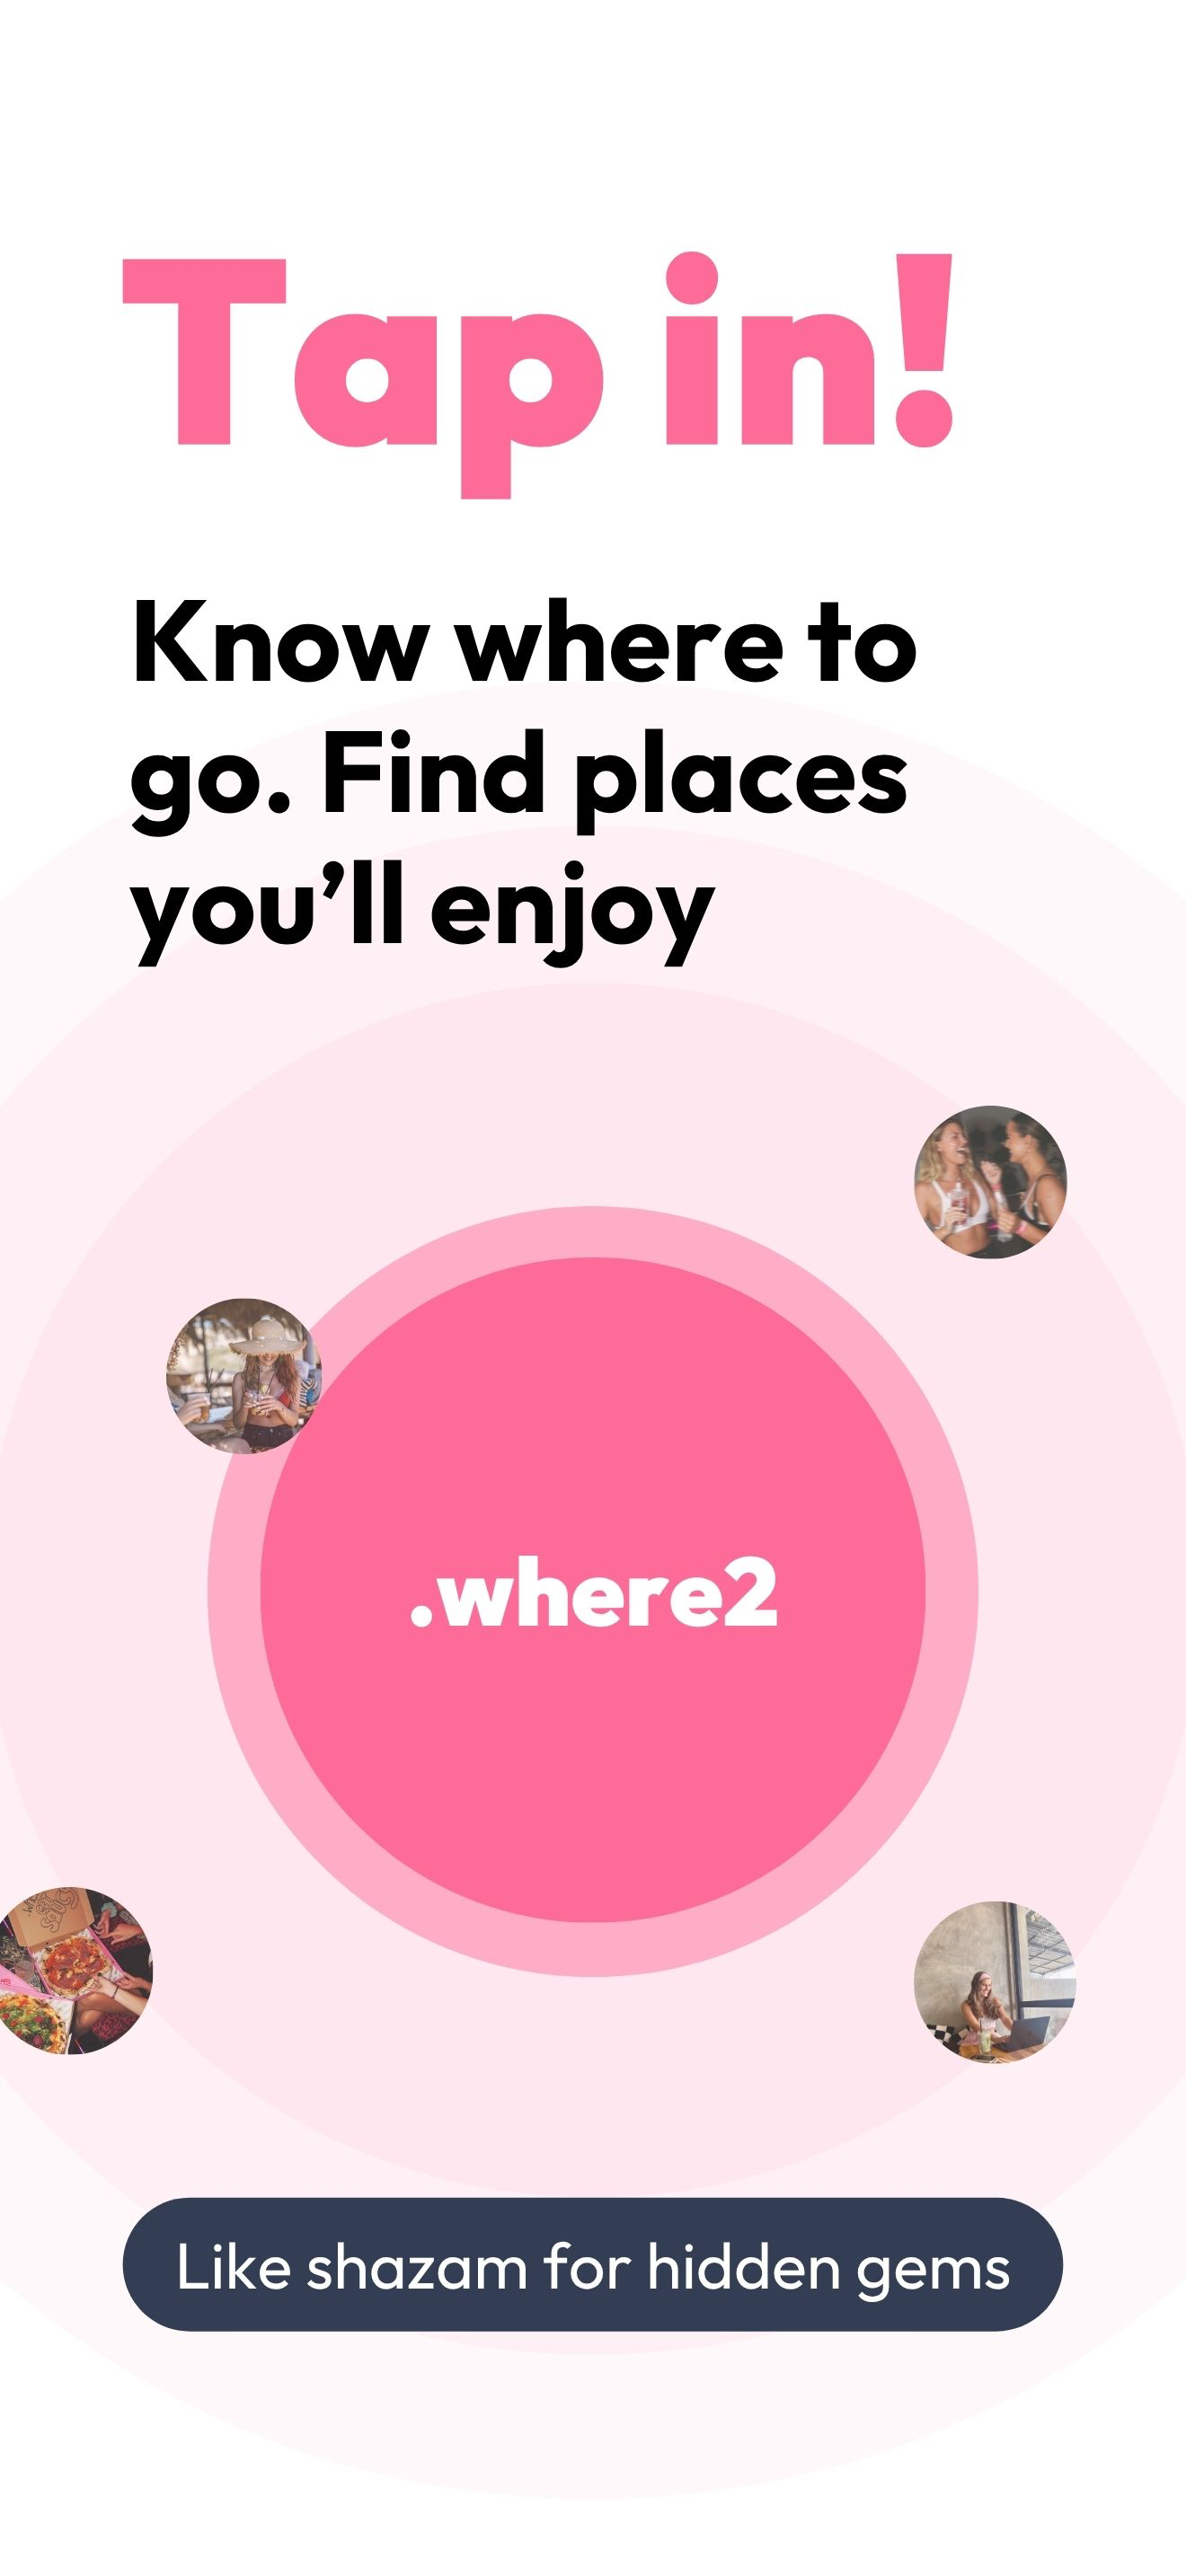 Tap in!
Know where to
go. Find places
you’ll enjoy
.where2
Like shazam for hidden gems